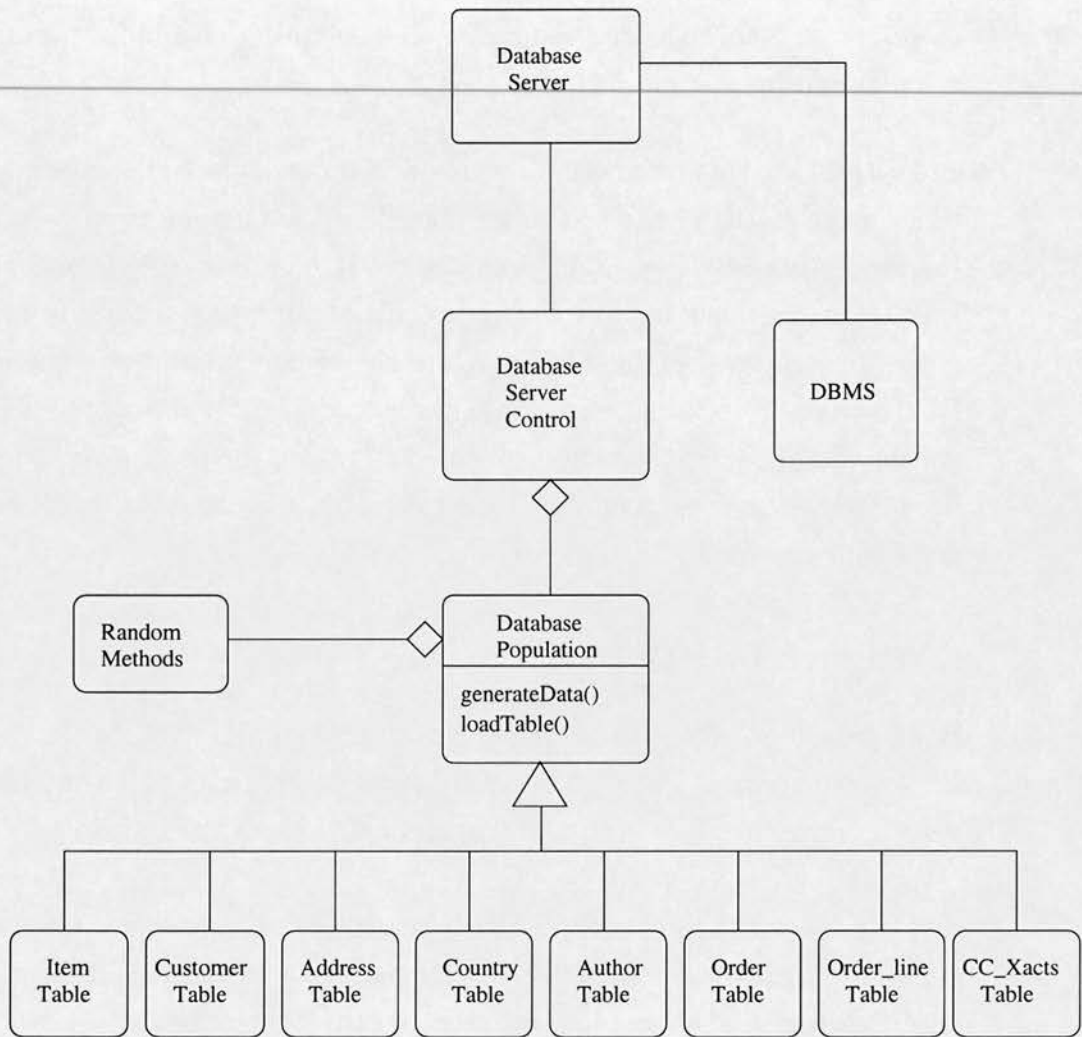 Database
Server
Database
Server
Control
DBMS
Random
Methods
Database
Population
generateData()
loadTable()
Item
Table
Customer
Table
Address
Table
Country
Table
Author
Table
Order
Table
Order_line
Table
CC_Xacts
Table